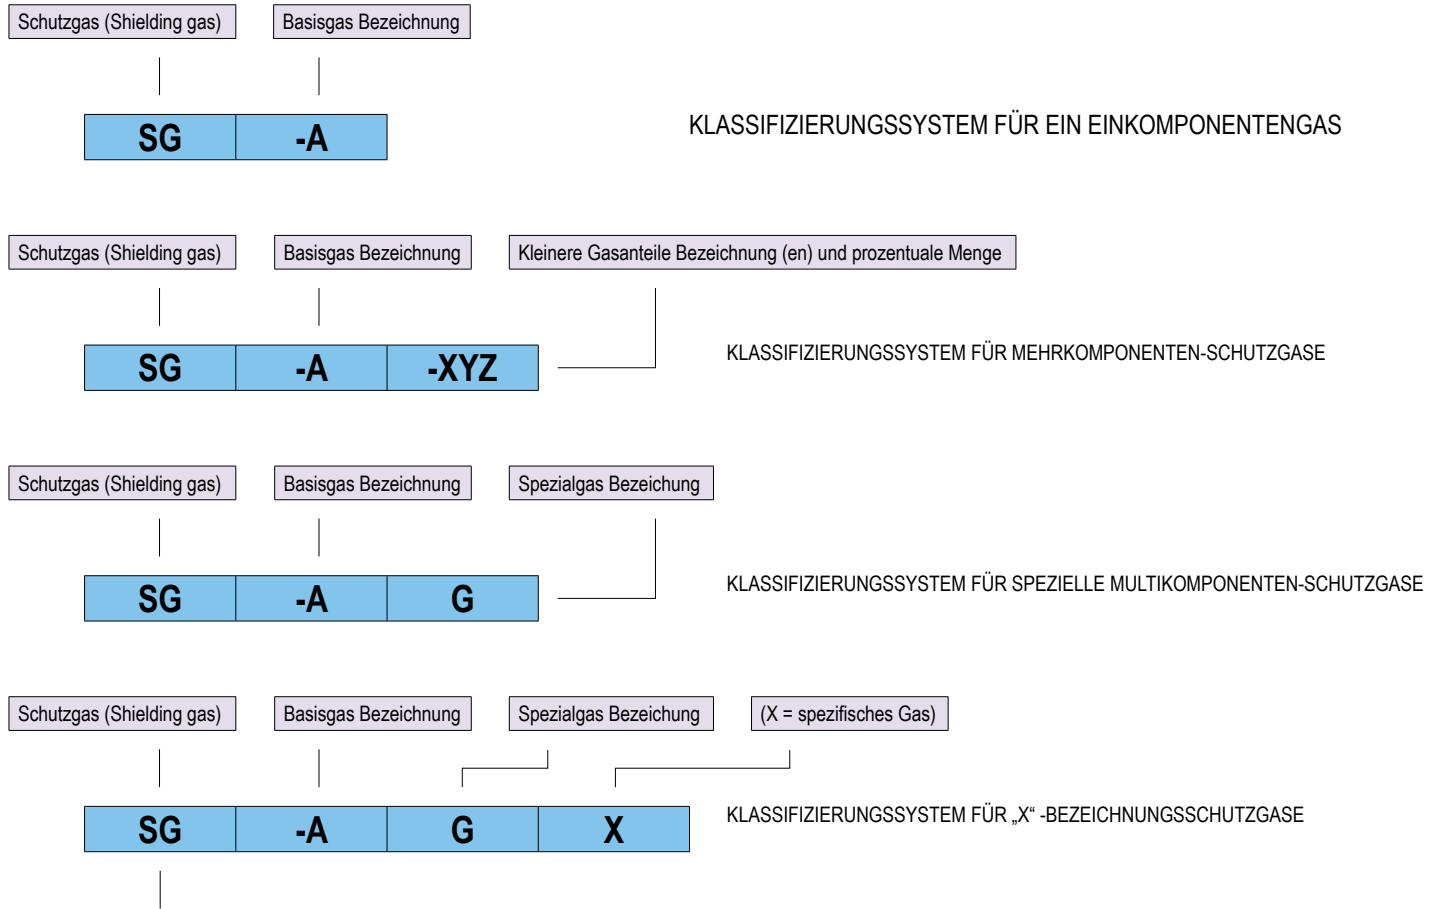 Schutzgas (Shielding gas) Basisgas Bezeichnung
SG -A
KLASSIFIZIERUNGSSYSTEM FÜR EIN EINKOMPONENTENGAS
Schutzgas (Shielding gas) Basisgas Bezeichnung Kleinere Gasanteile Bezeichnung (en) und prozentuale Menge
SG -A -XYZ
KLASSIFIZIERUNGSSYSTEM FÜR MEHRKOMPONENTEN-SCHUTZGASE
Schutzgas (Shielding gas) Basisgas Bezeichnung Spezialgas Bezeichung
SG -A G
KLASSIFIZIERUNGSSYSTEM FÜR SPEZIELLE MULTIKOMPONENTEN-SCHUTZGASE
Schutzgas (Shielding gas) Basisgas Bezeichnung Spezialgas Bezeichung (X = spezifisches Gas)
SG -A G X
KLASSIFIZIERUNGSSYSTEM FÜR „X“ -BEZEICHNUNGSSCHUTZGASE